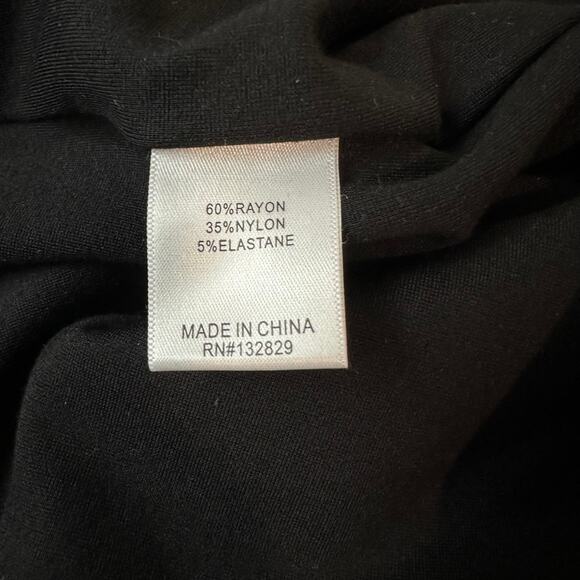 60%RAYON
35%NYLON
5%ELASTANE
MADE IN CHINA
RN#132829